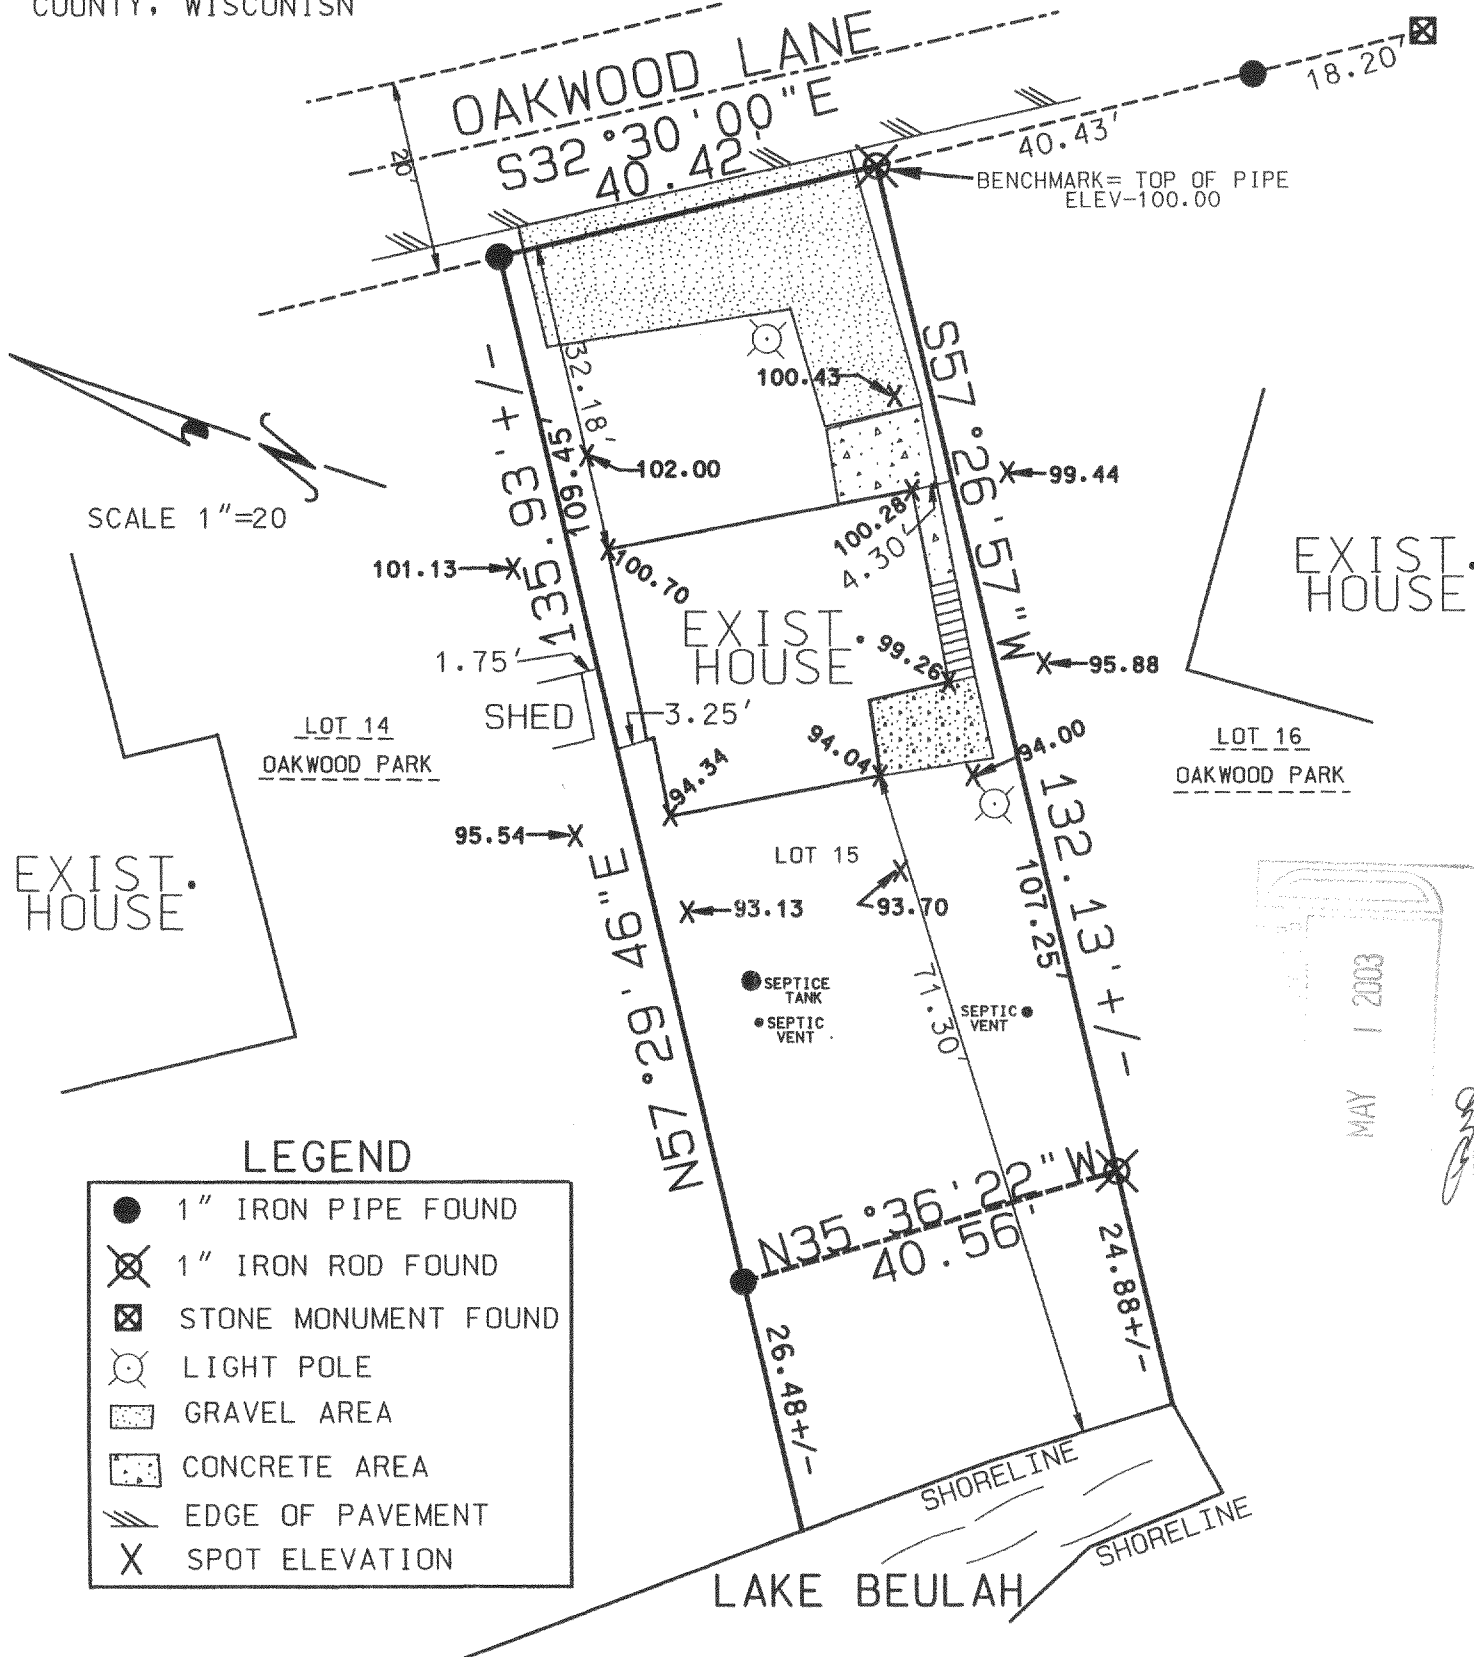 COUNTY, WISCONISN
OAKWOOD LANE
S32°30'00"E
40.42'
20'
18.20'
40.43'
BENCHMARK= TOP OF PIPE
ELEV-100.00
135.93'+/-
109.45'
32.18'
100.43
102.00
S57°26'57"W
99.44
SCALE 1"=20
101.13
100.70
100.28
4.30'
EXIST.
HOUSE
EXIST.
HOUSE
99.26
95.88
1.75'
SHED
3.25'
LOT 14
OAKWOOD PARK
94.34
94.04
94.00
LOT 16
OAKWOOD PARK
95.54
LOT 15
132.13'+/-
107.25'
EXIST.
HOUSE
93.13
93.70
N57°29'46"E
SEPTICE
TANK
SEPTIC
VENT
71.30'
SEPTIC
VENT
MAY 1 2003
N35°36'22"W
40.56'
24.88+/-
26.48+/-
LEGEND
1" IRON PIPE FOUND
1" IRON ROD FOUND
STONE MONUMENT FOUND
LIGHT POLE
GRAVEL AREA
CONCRETE AREA
EDGE OF PAVEMENT
SPOT ELEVATION
SHORELINE
SHORELINE
LAKE BEULAH